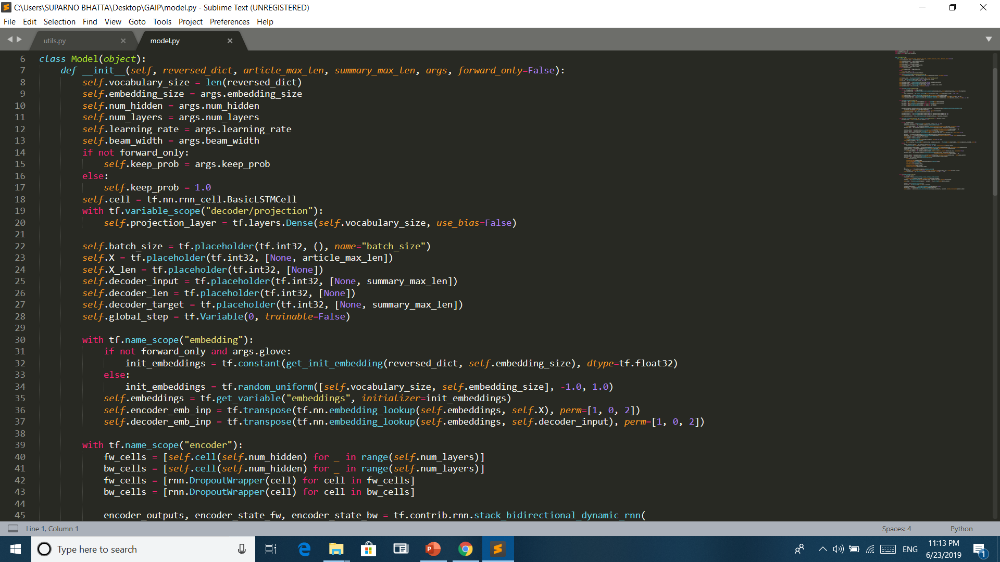 C:\Users\SUPARNO BHATTA\Desktop\GAIP\model.py - Sublime Text (UNREGISTERED)
File Edit Selection Find View Goto Tools Project Preferences Help
utils.py model.py
6 class Model(object):
7     def __init__(self, reversed_dict, article_max_len, summary_max_len, args, forward_only=False):
8         self.vocabulary_size = len(reversed_dict)
9         self.embedding_size = args.embedding_size
10         self.num_hidden = args.num_hidden
11         self.num_layers = args.num_layers
12         self.learning_rate = args.learning_rate
13         self.beam_width = args.beam_width
14         if not forward_only:
15             self.keep_prob = args.keep_prob
16         else:
17             self.keep_prob = 1.0
18         self.cell = tf.nn.rnn_cell.BasicLSTMCell
19         with tf.variable_scope("decoder/projection"):
20             self.projection_layer = tf.layers.Dense(self.vocabulary_size, use_bias=False)
21
22         self.batch_size = tf.placeholder(tf.int32, (), name="batch_size")
23         self.X = tf.placeholder(tf.int32, [None, article_max_len])
24         self.X_len = tf.placeholder(tf.int32, [None])
25         self.decoder_input = tf.placeholder(tf.int32, [None, summary_max_len])
26         self.decoder_len = tf.placeholder(tf.int32, [None])
27         self.decoder_target = tf.placeholder(tf.int32, [None, summary_max_len])
28         self.global_step = tf.Variable(0, trainable=False)
29
30         with tf.name_scope("embedding"):
31             if not forward_only and args.glove:
32                 init_embeddings = tf.constant(get_init_embedding(reversed_dict, self.embedding_size), dtype=tf.float32)
33             else:
34                 init_embeddings = tf.random_uniform([self.vocabulary_size, self.embedding_size], -1.0, 1.0)
35             self.embeddings = tf.get_variable("embeddings", initializer=init_embeddings)
36             self.encoder_emb_inp = tf.transpose(tf.nn.embedding_lookup(self.embeddings, self.X), perm=[1, 0, 2])
37             self.decoder_emb_inp = tf.transpose(tf.nn.embedding_lookup(self.embeddings, self.decoder_input), perm=[1, 0, 2])
38
39         with tf.name_scope("encoder"):
40             fw_cells = [self.cell(self.num_hidden) for _ in range(self.num_layers)]
41             bw_cells = [self.cell(self.num_hidden) for _ in range(self.num_layers)]
42             fw_cells = [rnn.DropoutWrapper(cell) for cell in fw_cells]
43             bw_cells = [rnn.DropoutWrapper(cell) for cell in bw_cells]
44
45             encoder_outputs, encoder_state_fw, encoder_state_bw = tf.contrib.rnn.stack_bidirectional_dynamic_rnn(
Line 1, Column 1 Spaces: 4 Python
Type here to search ENG 11:13 PM
6/23/2019 1